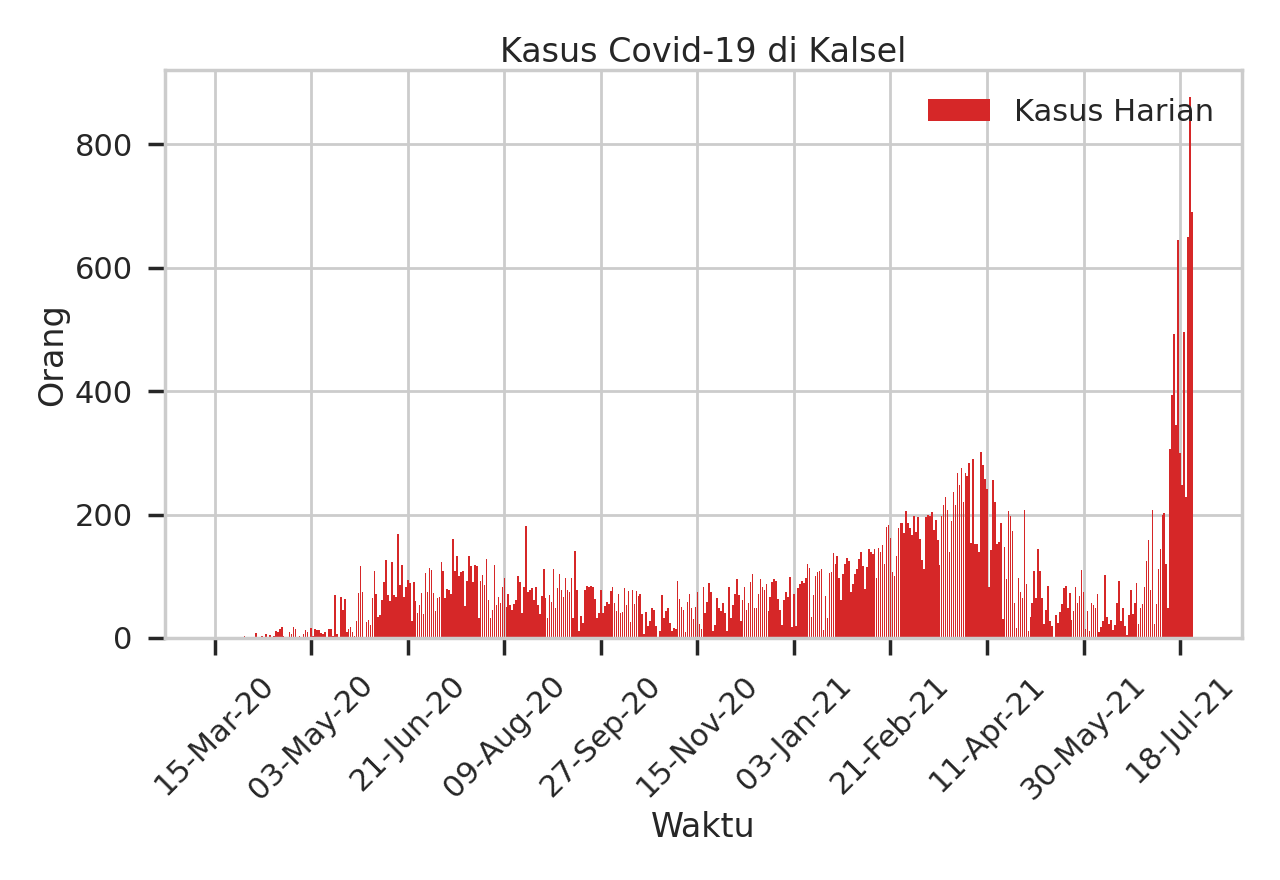 Kasus Covid-19 di Kalsel
Kasus Harian
Orang
800
600
400
200
0
15-Mar-20
03-May-20
21-Jun-20
09-Aug-20
27-Sep-20
15-Nov-20
03-Jan-21
21-Feb-21
11-Apr-21
30-May-21
18-Jul-21
Waktu